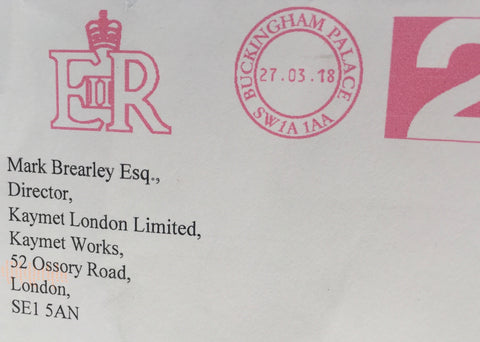 EIIR
BUCKINGHAM PALACE
27.03.18
SW1A 1AA
2
Mark Brearley Esq.,
Director,
Kaymet London Limited,
Kaymet Works,
52 Ossory Road,
London,
SE1 5AN